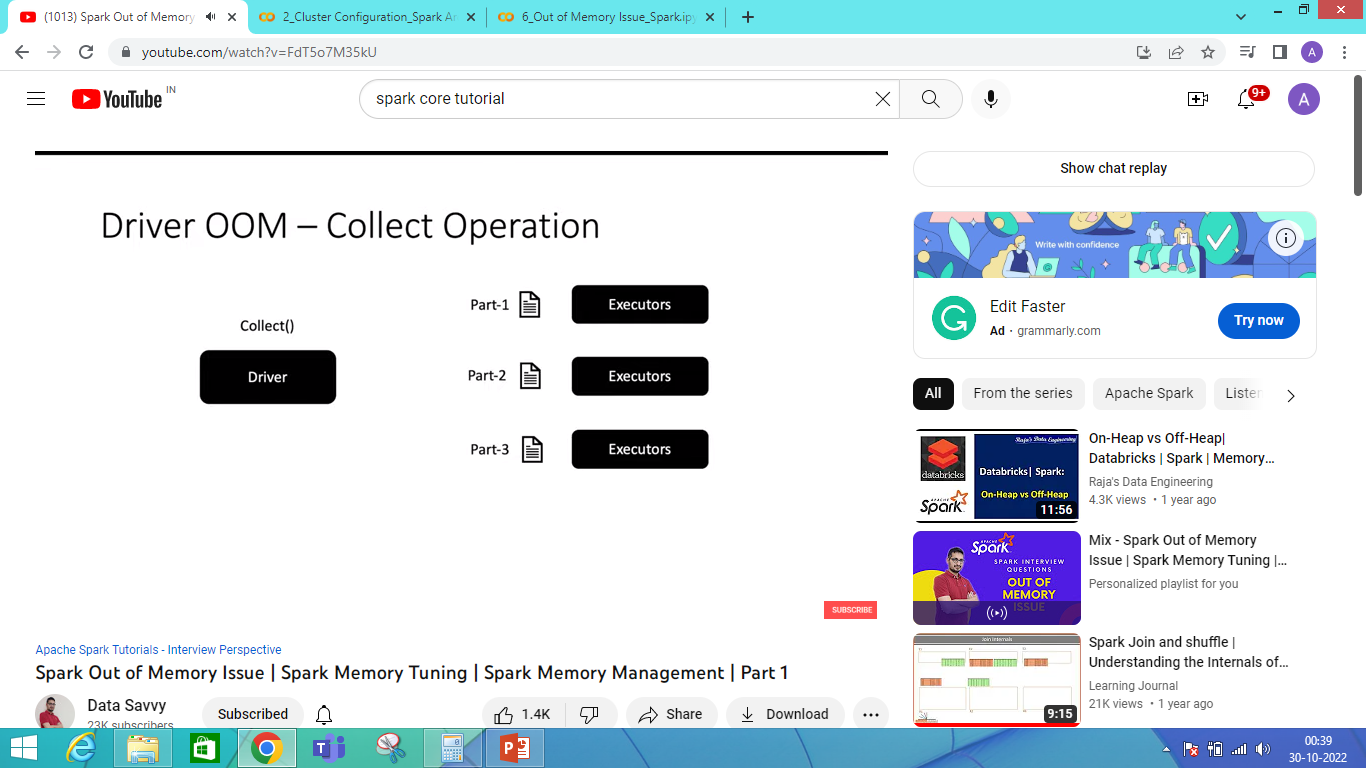 (1013) Spark Out of Memory
2_Cluster Configuration_Spark Ar
6_Out of Memory Issue_Spark.ipy
youtube.com/watch?v=FdT5o7M35kU
A
YouTube IN
spark core tutorial
9+
A
Driver OOM – Collect Operation
Collect()
Driver
Part-1
Executors
Part-2
Executors
Part-3
Executors
SUBSCRIBE
Apache Spark Tutorials - Interview Perspective
Spark Out of Memory Issue | Spark Memory Tuning | Spark Memory Management | Part 1
Data Savvy
23K subscribers
Subscribed
1.4K
Share
Download
Show chat replay
Write with confidence
Edit Faster
Ad · grammarly.com
Try now
All
From the series
Apache Spark
Listen
Raja's Data Engineering
databricks
Databricks| Spark:
On-Heap vs Off-Heap
APACHE
Spark
11:56
On-Heap vs Off-Heap|
Databricks | Spark | Memory...
Raja's Data Engineering
4.3K views • 1 year ago
APACHE
Spark
SPARK INTERVIEW
QUESTIONS
OUT OF
MEMORY
ISSUE
Mix - Spark Out of Memory
Issue | Spark Memory Tuning |...
Personalized playlist for you
Join Internals
9:15
Spark Join and shuffle |
Understanding the Internals of...
Learning Journal
21K views • 1 year ago
00:39
30-10-2022